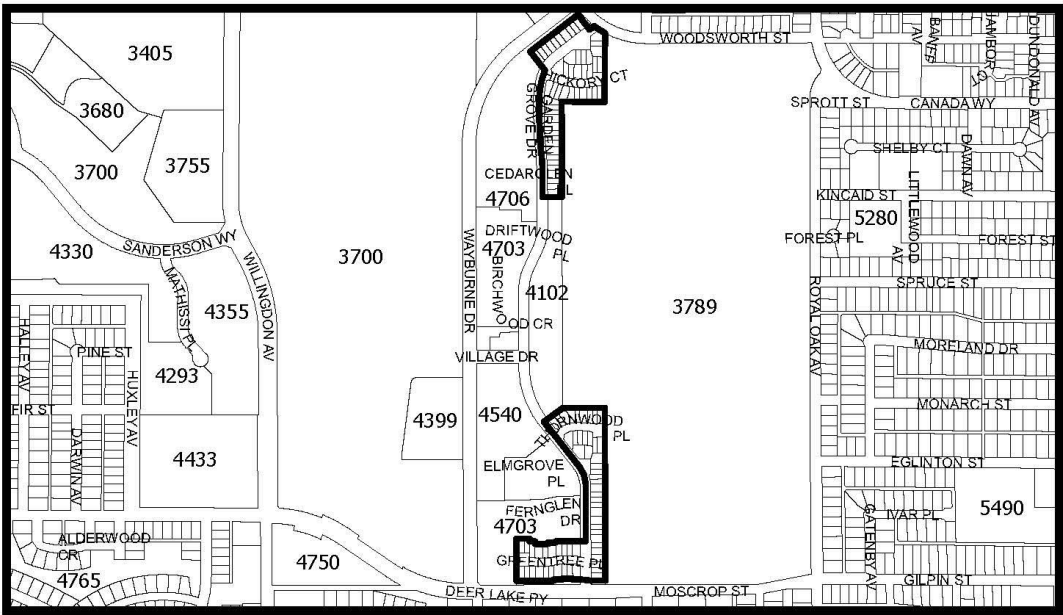 WOODSWORTH ST
BANFF AV
JAMBOR CT
DUNDONALD AV
3405
HICKORY CT
3680
GARDEN GROVE DR
SPROTT ST
CANADA WY
3700
3755
SHELBY CT
DAWN AV
CEDARGLEN PL
4706
KINCAID ST
LITTLEWOOD AV
5280
SANDERSON WY
4330
WAYBURNE DR
DRIFTWOOD PL
4703
FOREST PL
FOREST ST
3700
BIRCHWO
OD CR
MATHISSI PL
WILLINGDON AV
4355
4102
3789
ROYAL OAK AV
SPRUCE ST
HALLEY AV
PINE ST
VILLAGE DR
MORELAND DR
4293
HUXLEY AV
FIR ST
4399
4540
THORNWOOD PL
MONARCH ST
DARWIN AV
4433
ELMGROVE PL
EGLINTON ST
FERNGLEN DR
4703
GATENBY AV
IVAR PL
5490
ALDERWOOD CR
4750
GREENTREE PL
4765
DEER LAKE PY
MOSCROP ST
GILPIN ST